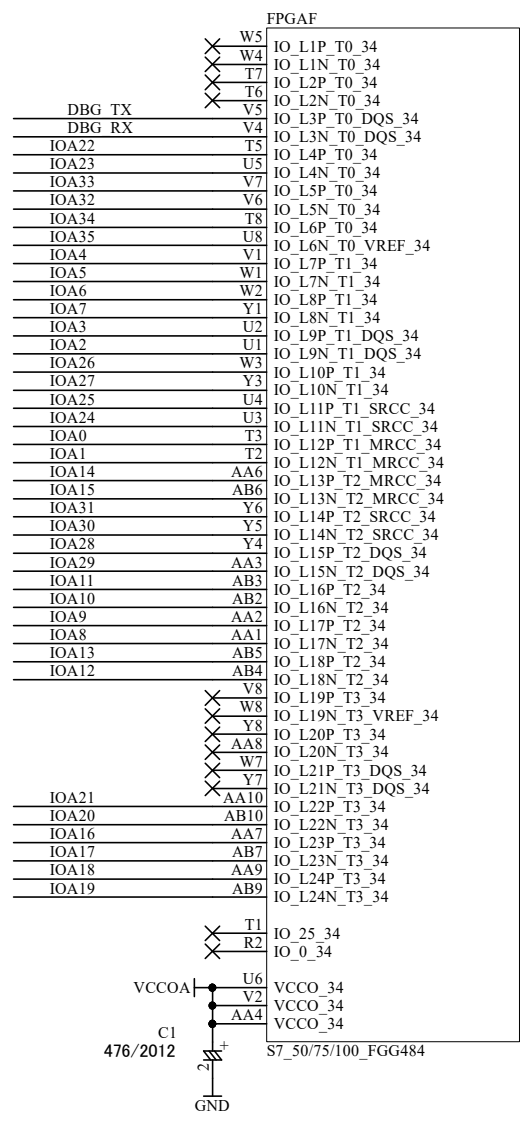 FPGAF
W5 IO_L1P_T0_34
W4 IO_L1N_T0_34
T7 IO_L2P_T0_34
T6 IO_L2N_T0_34
DBG_TX V5 IO_L3P_T0_DQS_34
DBG_RX V4 IO_L3N_T0_DQS_34
IOA22 T5 IO_L4P_T0_34
IOA23 U5 IO_L4N_T0_34
IOA33 V7 IO_L5P_T0_34
IOA32 V6 IO_L5N_T0_34
IOA34 T8 IO_L6P_T0_34
IOA35 U8 IO_L6N_T0_VREF_34
IOA4 V1 IO_L7P_T1_34
IOA5 W1 IO_L7N_T1_34
IOA6 W2 IO_L8P_T1_34
IOA7 Y1 IO_L8N_T1_34
IOA3 U2 IO_L9P_T1_DQS_34
IOA2 U1 IO_L9N_T1_DQS_34
IOA26 W3 IO_L10P_T1_34
IOA27 Y3 IO_L10N_T1_34
IOA25 U4 IO_L11P_T1_SRCC_34
IOA24 U3 IO_L11N_T1_SRCC_34
IOA0 T3 IO_L12P_T1_MRCC_34
IOA1 T2 IO_L12N_T1_MRCC_34
IOA14 AA6 IO_L13P_T2_MRCC_34
IOA15 AB6 IO_L13N_T2_MRCC_34
IOA31 Y6 IO_L14P_T2_SRCC_34
IOA30 Y5 IO_L14N_T2_SRCC_34
IOA28 Y4 IO_L15P_T2_DQS_34
IOA29 AA3 IO_L15N_T2_DQS_34
IOA11 AB3 IO_L16P_T2_34
IOA10 AB2 IO_L16N_T2_34
IOA9 AA2 IO_L17P_T2_34
IOA8 AA1 IO_L17N_T2_34
IOA13 AB5 IO_L18P_T2_34
IOA12 AB4 IO_L18N_T2_34
V8 IO_L19P_T3_34
W8 IO_L19N_T3_VREF_34
Y8 IO_L20P_T3_34
AA8 IO_L20N_T3_34
W7 IO_L21P_T3_DQS_34
Y7 IO_L21N_T3_DQS_34
IOA21 AA10 IO_L22P_T3_34
IOA20 AB10 IO_L22N_T3_34
IOA16 AA7 IO_L23P_T3_34
IOA17 AB7 IO_L23N_T3_34
IOA18 AA9 IO_L24P_T3_34
IOA19 AB9 IO_L24N_T3_34
T1 IO_25_34
R2 IO_0_34
VCCOA U6 VCCO_34
V2 VCCO_34
AA4 VCCO_34
C1
476/2012 + S7_50/75/100_FGG484
2
GND